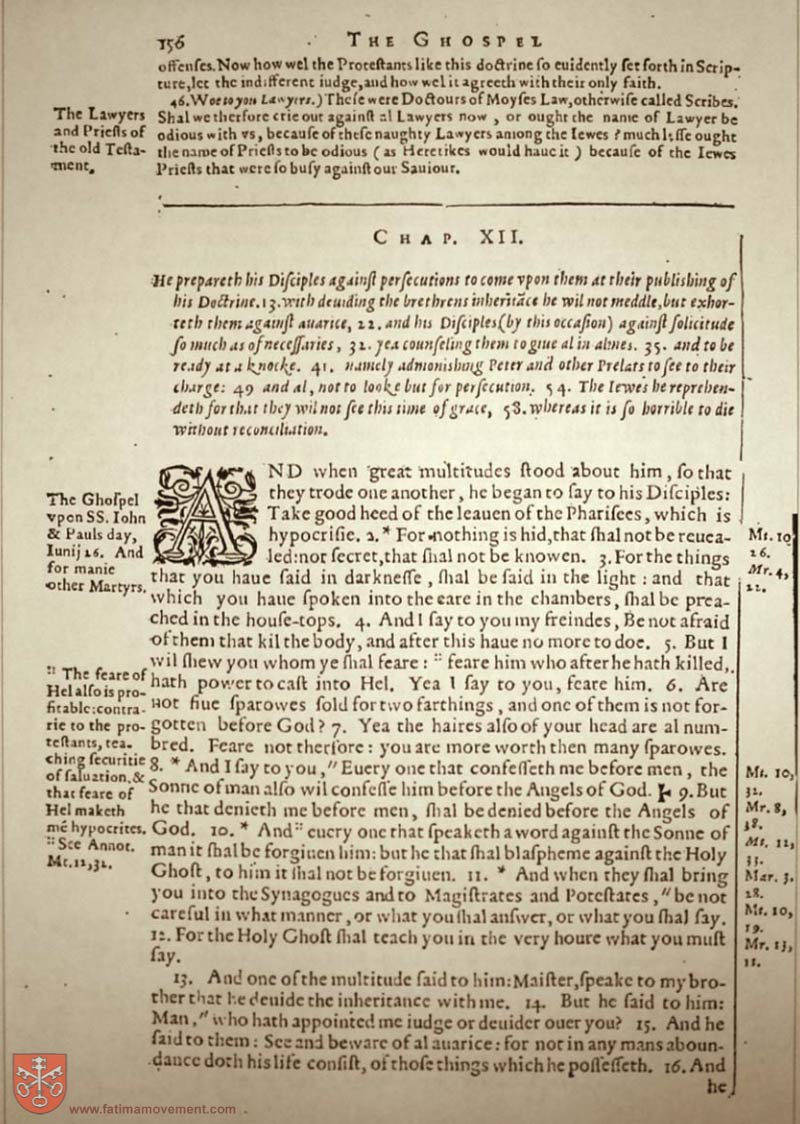 156 THE GHOSPEL
offenſes. Now how wel the Proteſtants like this doctrine ſo euidently ſet forth in Scrip-
ture, let the indifferent iudge, and how wel it agreeth with their only faith.
46. Woe to you Lawyers.) Theſe were Doctours of Moyſes Law, otherwiſe called Scribes.
Shal we therfore crie out againſt al Lawyers now, or ought the name of Lawyer be
odious with vs, becauſe of theſe naughty Lawyers among the Iewes? much leſſe ought
the name of Prieſts to be odious (as Heretikes would haue it) becauſe of the Iewes
Prieſts that were ſo buſy againſt our Sauiour.
The Lawyers
and Prieſts of
the old Teſta-
ment.
CHAP. XII.
He prepareth his Diſciples againſt perſecutions to come vpon them at their publiſhing of
his Doctrine. 13. with deuiding the brethrens inheritāce he wil not meddle, but exhor-
teth them againſt auarice, 22. and his Diſciples (by this occaſion) againſt ſolicitude
ſo much as of neceſſaries, 32. yea counſeling them to giue al in almes. 35. and to be
ready at a knocke. 41. namely admonishing Peter and other Prelats to ſee to their
charge: 49 and al, not to looke but for perſecution. 54. The Iewes he reprehen-
deth for that they wil not ſee this time of grace, 58. whereas it is ſo horrible to die
without reconciliation.
The Ghoſpel
vpon SS. Iohn
& Pauls day,
Iunij 26. And
for manie
other Martyrs.
AND when great multitudes ſtood about him, ſo that
they trode one another, he began to ſay to his Diſciples:
Take good heed of the leauen of the Phariſees, which is
hypocriſie. 2. * For nothing is hid, that ſhal not be reuea-
led: nor ſecret, that ſhal not be knowen. 3. For the things
that you haue ſaid in darkneſſe, ſhal be ſaid in the light: and that
which you haue ſpoken into the eare in the chambers, ſhal be prea-
ched in the houſe-tops. 4. And I ſay to you my freindes, Be not afraid
of them that kil the body, and after this haue no more to doe. 5. But I
wil ſhew you whom ye ſhal feare: :: feare him who after he hath killed,
hath power to caſt into Hel. Yea I ſay to you, feare him. 6. Are
not fiue ſparowes ſold for two farthings, and one of them is not for-
gotten before God? 7. Yea the haires alſo of your head are al num-
bred. Feare not therfore: you are more worth then many ſparowes.
8. * And I ſay to you, " Euery one that confeſſeth me before men, the
Sonne of man alſo wil confeſſe him before the Angels of God. 9. But
he that denieth me before men, ſhal be denied before the Angels of
God. 10. * And :: euery one that ſpeaketh a word againſt the Sonne of
man it ſhal be forgiuen him: but he that ſhal blaſpheme againſt the Holy
Ghoſt, to him it ſhal not be forgiuen. 11. * And when they ſhal bring
you into the Synagogues and to Magiſtrates and Poteſtates, " be not
careful in what manner, or what you ſhal anſwer, or what you ſhal ſay.
12. For the Holy Ghoſt ſhal teach you in the very houre what you muſt
ſay.
13. And one of the multitude ſaid to him: Maiſter, ſpeake to my bro-
ther that he deuide the inheritance with me. 14. But he ſaid to him:
Man, " who hath appointed me iudge or deuider ouer you? 15. And he
ſaid to them: See and beware of al auarice: for not in any mans aboun-
dance doth his life conſiſt, of thoſe things which he poſſeſſeth. 16. And
he
:: The feare of
Hel alſo is pro-
fitable: contra-
rie to the pro-
teſtants, tea-
ching ſecuritie
of ſaluation, &
that feare of
Hel maketh
mē hypocrites.
:: See Annot.
Mt. 12, 32.
Mt. 10
26.
Mr. 4,
22.
Mt. 10,
32.
Mr. 8,
38.
Mt. 12,
Mar. 3.
28.
Mt. 10,
19.
Mr. 13,
11.
www.fatimamovement.com